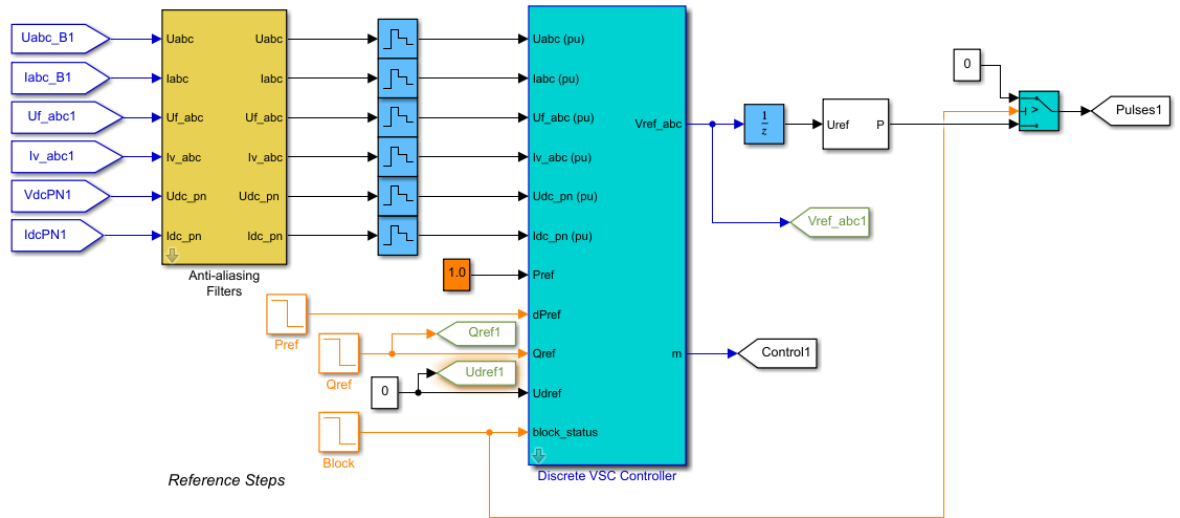 Uabc_B1
Iabc_B1
Uf_abc1
Iv_abc1
VdcPN1
IdcPN1
Uabc
Iabc
Uf_abc
Iv_abc
Udc_pn
Idc_pn
Uabc
Iabc
Uf_abc
Iv_abc
Udc_pn
Idc_pn
Anti-aliasing
Filters
Uabc (pu)
Iabc (pu)
Uf_abc (pu)
Iv_abc (pu)
Udc_pn (pu)
Idc_pn (pu)
Pref
dPref
Qref
Udref
block_status
Vref_abc
m
Discrete VSC Controller
1.0
Pref
Qref
Qref1
Udref1
0
Block
Reference Steps
1
z
Uref
P
0
>
Pulses1
Vref_abc1
Control1